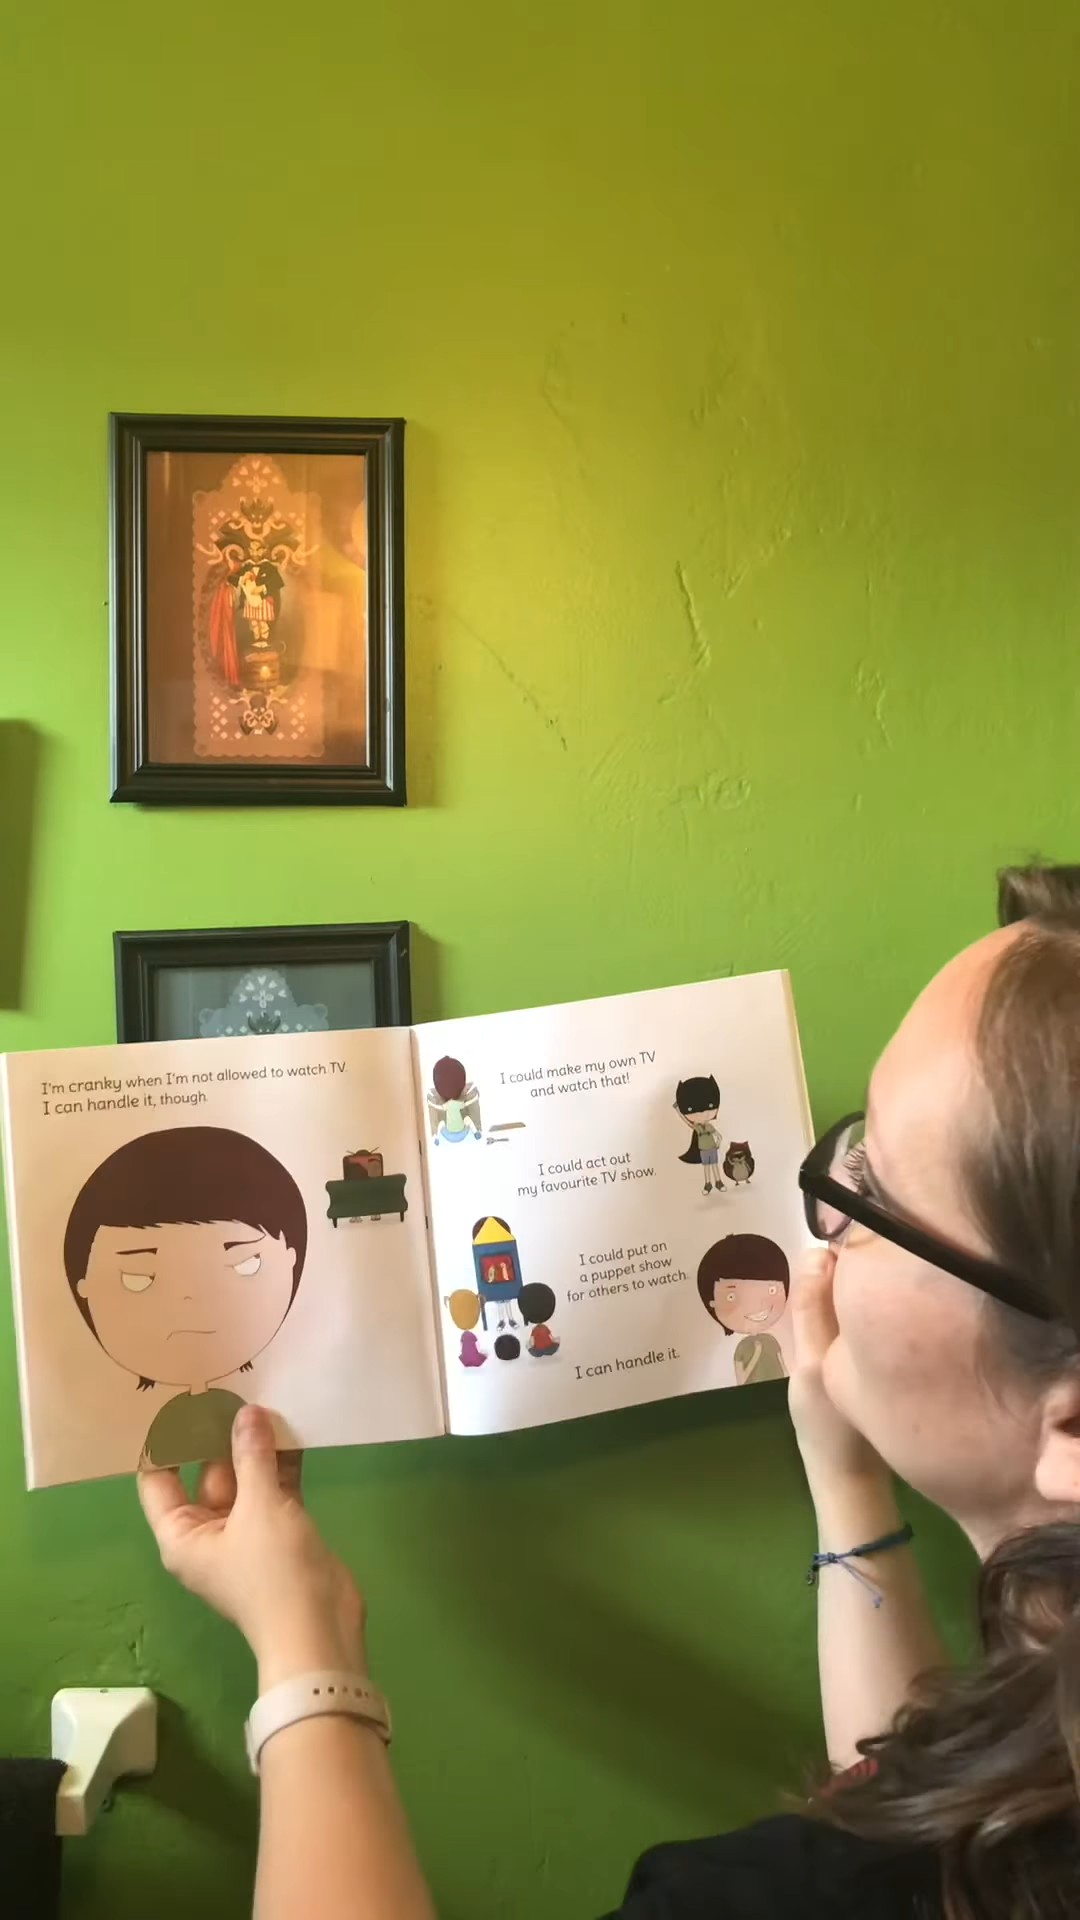 I'm cranky when I'm not allowed to watch TV.
I can handle it, though.
I could make my own TV
and watch that!
I could act out
my favourite TV show.
I could put on
a puppet show
for others to watch.
I can handle it.